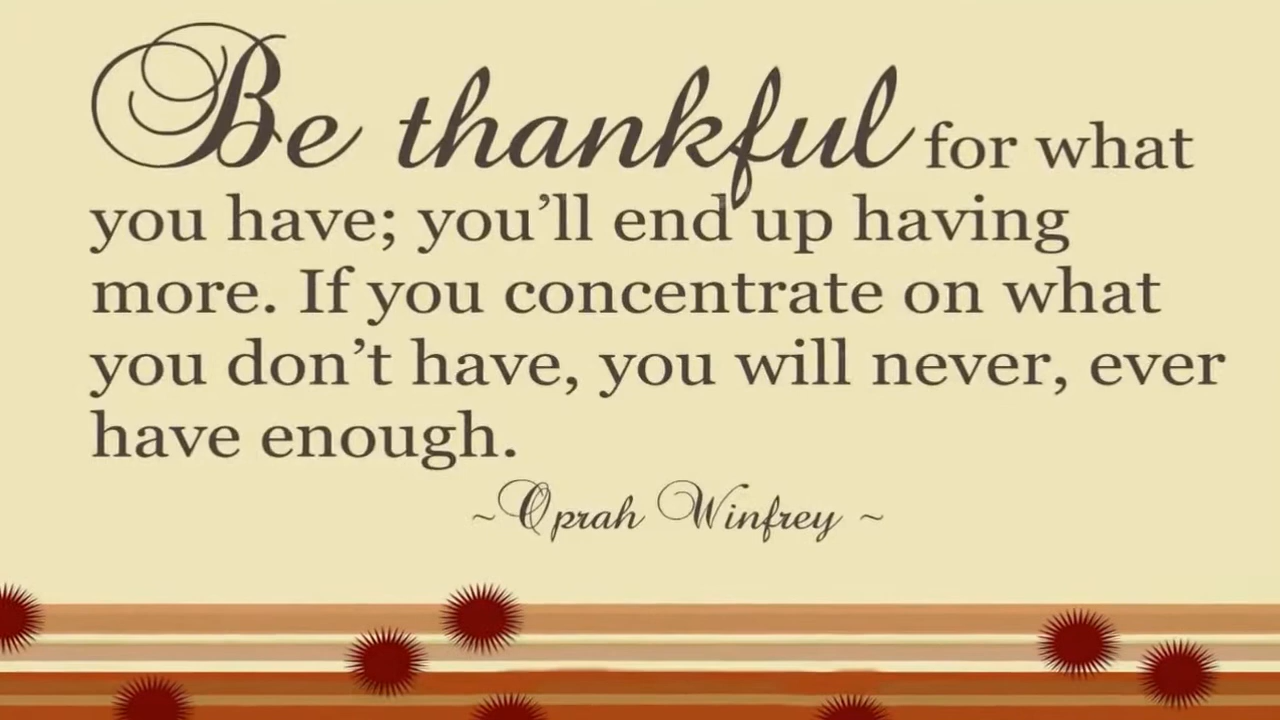 Be thankful for what
you have; you’ll end up having
more. If you concentrate on what
you don’t have, you will never, ever
have enough.
~Oprah Winfrey ~